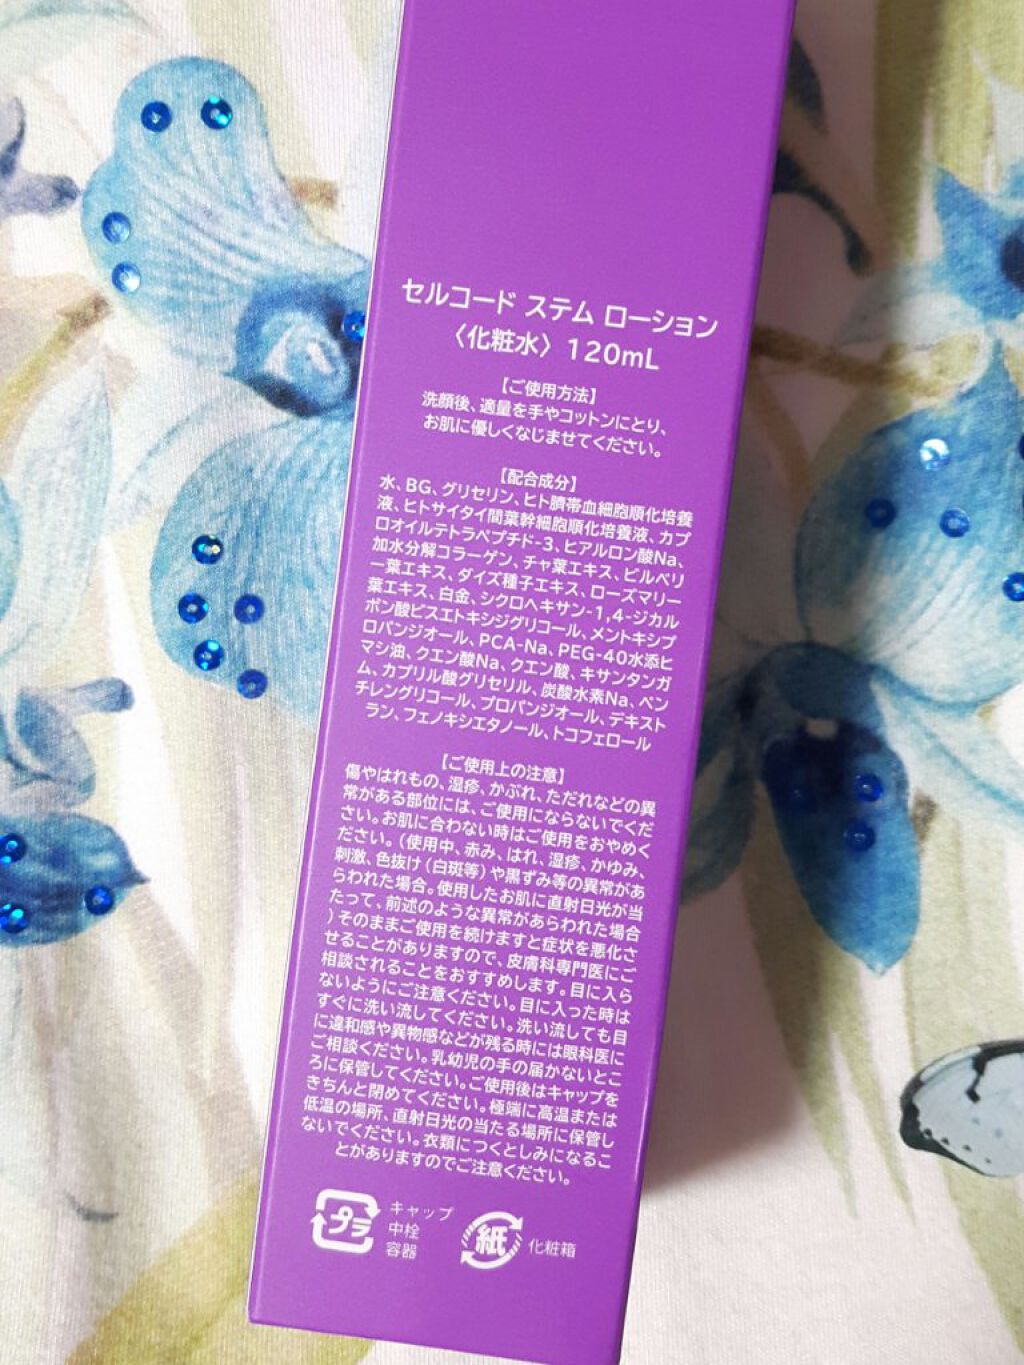 セルコード ステム ローション
〈化粧水〉 120mL
【ご使用方法】
洗顔後、適量を手やコットンにとり、
お肌に優しくなじませてください。
【配合成分】
水、BG、グリセリン、ヒト臍帯血細胞順化培養
液、ヒトサイタイ間葉幹細胞順化培養液、カプ
ロオイルテトラペプチド-3、ヒアルロン酸Na、
加水分解コラーゲン、チャ葉エキス、ビルベリ
ー葉エキス、ダイズ種子エキス、ローズマリー
葉エキス、白金、シクロヘキサン-1,4-ジカル
ボン酸ビスエトキシジグリコール、メントキシプ
ロパンジオール、PCA-Na、PEG-40水添ヒ
マシ油、クエン酸Na、クエン酸、キサンタンガ
ム、カプリル酸グリセリル、炭酸水素Na、ペン
チレングリコール、プロパンジオール、デキスト
ラン、フェノキシエタノール、トコフェロール
【ご使用上の注意】
傷やはれもの、湿疹、かぶれ、ただれなどの異
常がある部位には、ご使用にならないでくだ
さい。お肌に合わない時はご使用をおやめく
ださい。(使用中、赤み、はれ、湿疹、かゆみ、
刺激、色抜け(白斑等)や黒ずみ等の異常があ
らわれた場合。使用したお肌に直射日光が当
たって、前述のような異常があらわれた場合
)そのままご使用を続けますと症状を悪化さ
せることがありますので、皮膚科専門医にご
相談されることをおすすめします。目に入ら
ないようにご注意ください。目に入った時は
すぐに洗い流してください。洗い流しても目
に違和感や異物感などが残る時には眼科医に
ご相談ください。乳幼児の手の届かないとこ
ろに保管してください。ご使用後はキャップを
きちんと閉めてください。極端に高温または
低温の場所、直射日光の当たる場所に保管し
ないでください。衣類につくとしみになるこ
とがありますのでご注意ください。
プラ
キャップ
中栓
容器
紙
化粧箱